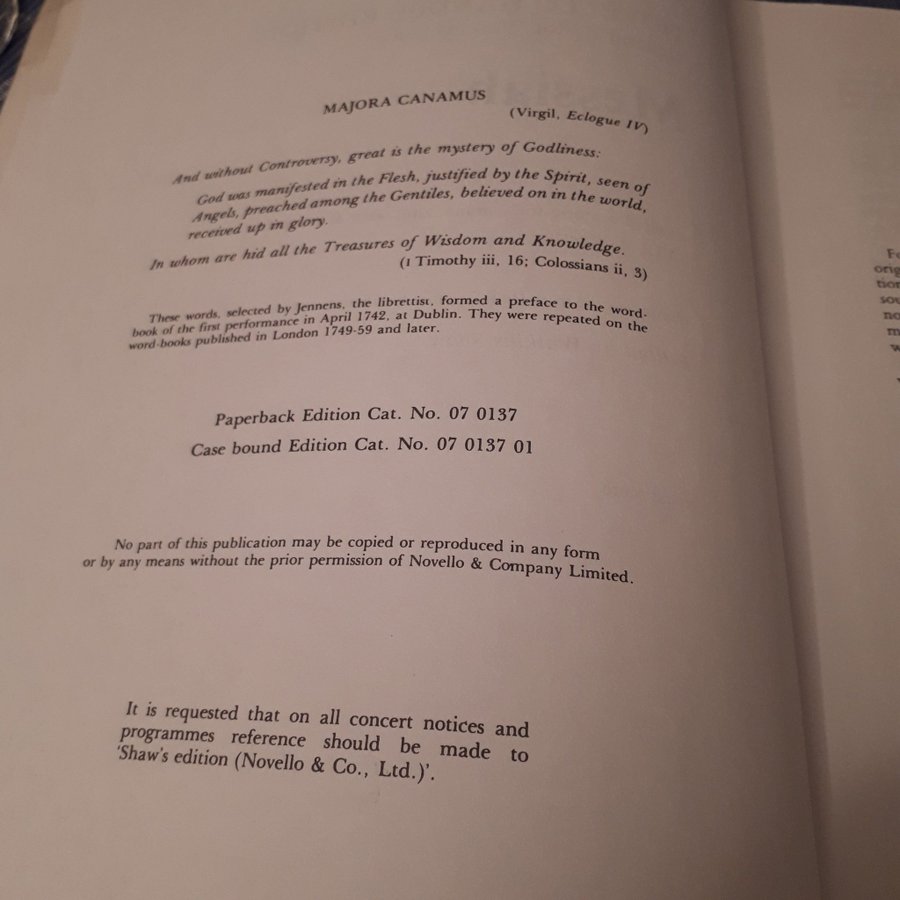 MAJORA CANAMUS
(Virgil, Eclogue IV)
And without Controversy, great is the mystery of Godliness:
God was manifested in the Flesh, justified by the Spirit, seen of
Angels, preached among the Gentiles, believed on in the world,
received up in glory.
In whom are hid all the Treasures of Wisdom and Knowledge.
(1 Timothy iii, 16; Colossians ii, 3)
These words, selected by Jennens, the librettist, formed a preface to the word-
book of the first performance in April 1742, at Dublin. They were repeated on the
word-books published in London 1749-59 and later.
Paperback Edition Cat. No. 07 0137
Case bound Edition Cat. No. 07 0137 01
No part of this publication may be copied or reproduced in any form
or by any means without the prior permission of Novello & Company Limited.
It is requested that on all concert notices and
programmes reference should be made to
'Shaw's edition (Novello & Co., Ltd.)'.